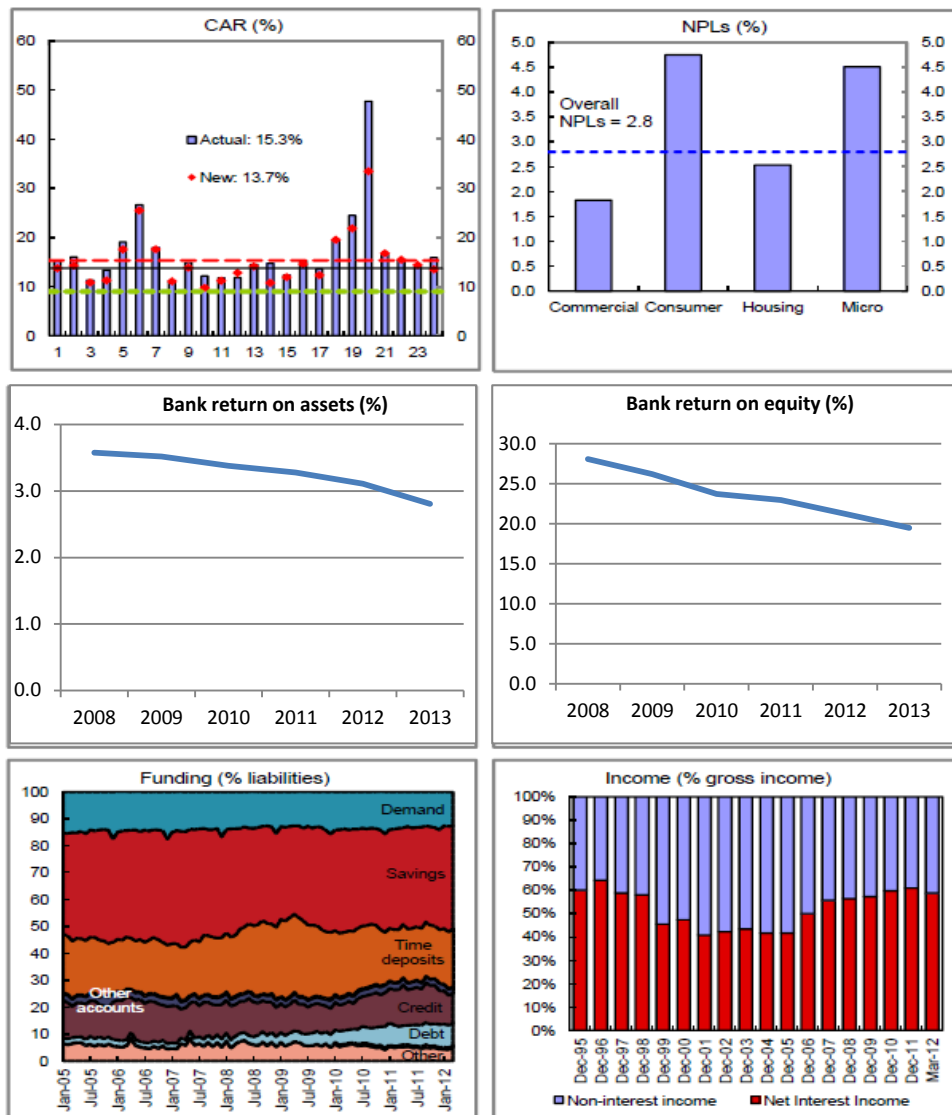 CAR (%)
60 60
50 50
40 40
30 30
20 20
10 10
0 0
Actual: 15.3%
New: 13.7%
1 3 5 7 9 11 13 15 17 19 21 23
NPLs (%)
5.0 5.0
4.5 4.5
4.0 4.0
3.5 3.5
3.0 3.0
2.5 2.5
2.0 2.0
1.5 1.5
1.0 1.0
0.5 0.5
0.0 0.0
Overall
NPLs = 2.8
Commercial Consumer Housing Micro
Bank return on assets (%)
4.0
3.0
2.0
1.0
0.0
2008 2009 2010 2011 2012 2013
Bank return on equity (%)
30.0
25.0
20.0
15.0
10.0
5.0
0.0
2008 2009 2010 2011 2012 2013
Funding (% liabilities)
100
90
80
70
60
50
40
30
20
10
0
Demand
Savings
Time
deposits
Other
accounts
Credit
Debt
Other
Jan-05 Jul-05 Jan-06 Jul-06 Jan-07 Jul-07 Jan-08 Jul-08 Jan-09 Jul-09 Jan-10 Jul-10 Jan-11 Jul-11 Jan-12
Income (% gross income)
100%
90%
80%
70%
60%
50%
40%
30%
20%
10%
0%
Dec-95 Dec-96 Dec-97 Dec-98 Dec-99 Dec-00 Dec-01 Dec-02 Dec-03 Dec-04 Dec-05 Dec-06 Dec-07 Dec-08 Dec-09 Dec-10 Dec-11 Mar-12
Non-interest income Net Interest Income